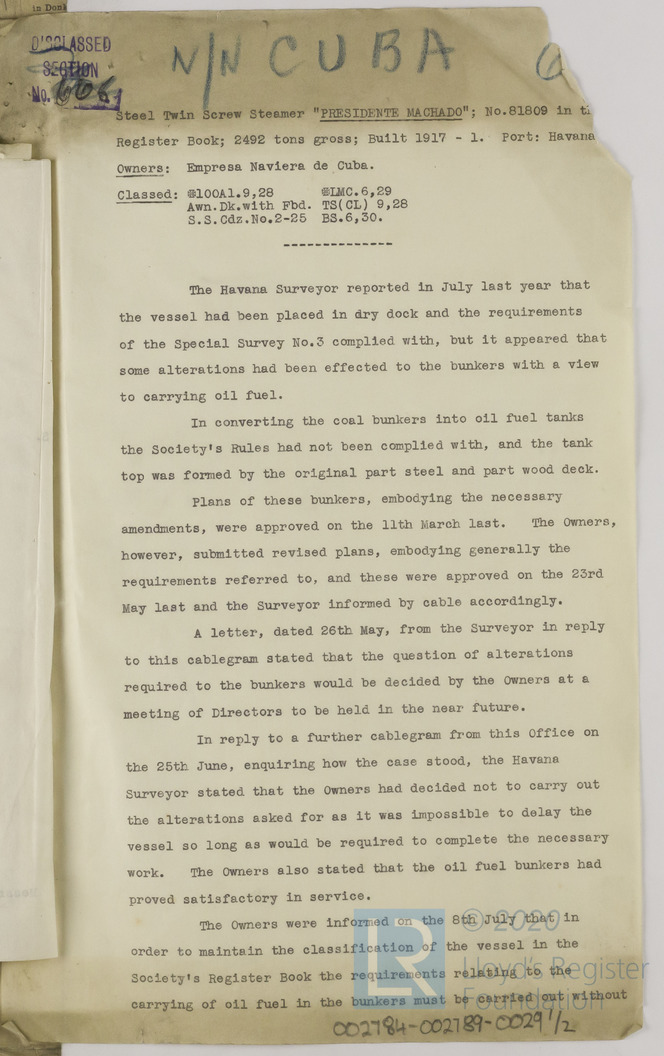 in Donk
DISCLASSED
SECTION
No. 606
N/N CUBA
Steel Twin Screw Steamer "PRESIDENTE MACHADO"; No.81809 in t
Register Book; 2492 tons gross; Built 1917 - 1. Port: Havana
Owners: Empresa Naviera de Cuba.
Classed: @100A1.9,28 @LMC.6,29
Awn.Dk.with Fbd. TS(CL) 9,28
S.S.Cdz.No.2-25 BS.6,30.
--------------
The Havana Surveyor reported in July last year that
the vessel had been placed in dry dock and the requirements
of the Special Survey No.3 complied with, but it appeared that
some alterations had been effected to the bunkers with a view
to carrying oil fuel.
In converting the coal bunkers into oil fuel tanks
the Society's Rules had not been complied with, and the tank
top was formed by the original part steel and part wood deck.
Plans of these bunkers, embodying the necessary
amendments, were approved on the 11th March last. The Owners,
however, submitted revised plans, embodying generally the
requirements referred to, and these were approved on the 23rd
May last and the Surveyor informed by cable accordingly.
A letter, dated 26th May, from the Surveyor in reply
to this cablegram stated that the question of alterations
required to the bunkers would be decided by the Owners at a
meeting of Directors to be held in the near future.
In reply to a further cablegram from this Office on
the 25th June, enquiring how the case stood, the Havana
Surveyor stated that the Owners had decided not to carry out
the alterations asked for as it was impossible to delay the
vessel so long as would be required to complete the necessary
work. The Owners also stated that the oil fuel bunkers had
proved satisfactory in service.
The Owners were informed on the 8th July that in
order to maintain the classification of the vessel in the
Society's Register Book the requirements relating to the
carrying of oil fuel in the bunkers must be carried out without
LR © 2020
Lloyd's Register
Foundation
002784-002789-0029 1/2